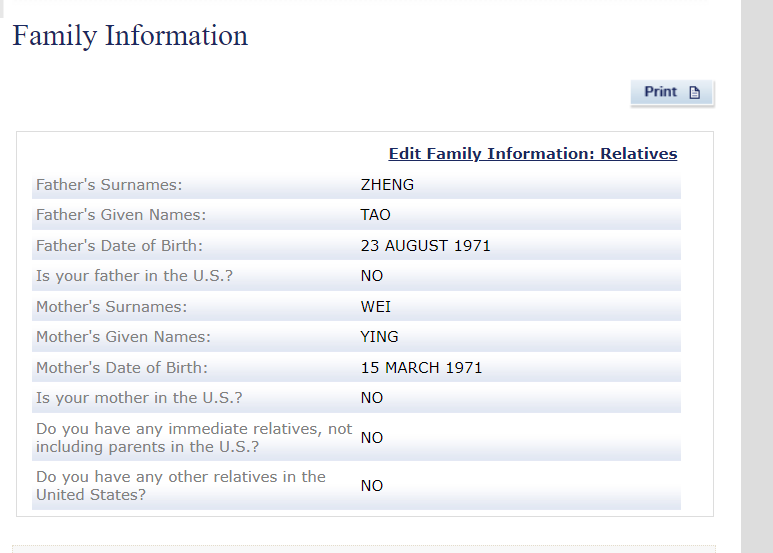 Family Information
Print
Edit Family Information: Relatives
Father's Surnames: ZHENG
Father's Given Names: TAO
Father's Date of Birth: 23 AUGUST 1971
Is your father in the U.S.? NO
Mother's Surnames: WEI
Mother's Given Names: YING
Mother's Date of Birth: 15 MARCH 1971
Is your mother in the U.S.? NO
Do you have any immediate relatives, not
including parents in the U.S.? NO
Do you have any other relatives in the
United States? NO